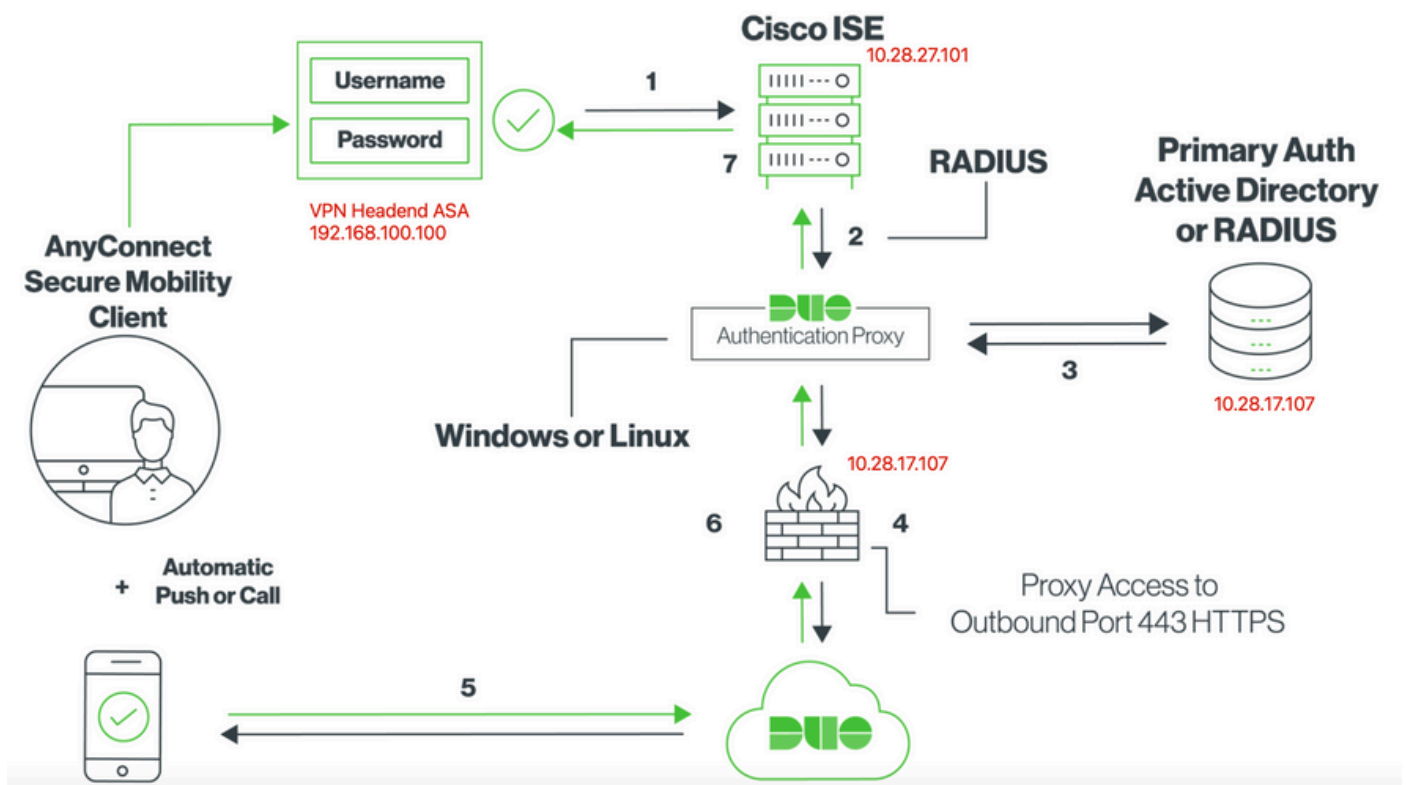 Cisco ISE
10.28.27.101
Username
Password
1
7
VPN Headend ASA
192.168.100.100
RADIUS
Primary Auth
Active Directory
or RADIUS
AnyConnect
Secure Mobility
Client
2
DUO
Authentication Proxy
3
10.28.17.107
Windows or Linux
10.28.17.107
6
4
Automatic
+ Push or Call
Proxy Access to
Outbound Port 443 HTTPS
5
DUO